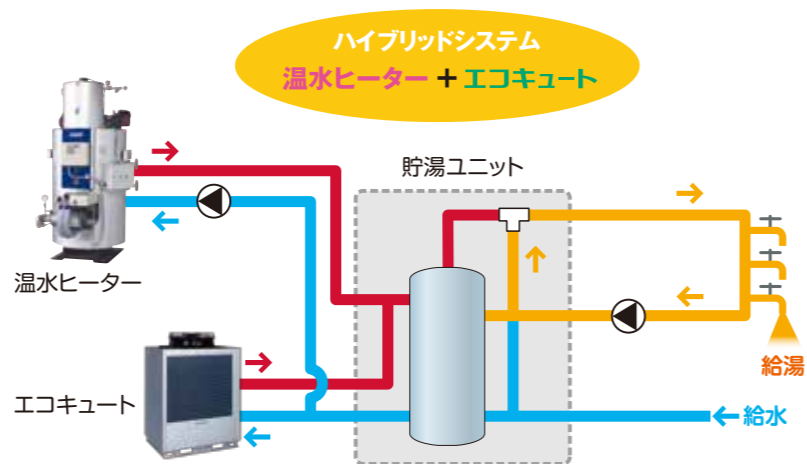 ハイブリッドシステム
温水ヒーター + エコキュート
貯湯ユニット
温水ヒーター
給湯
エコキュート
給水